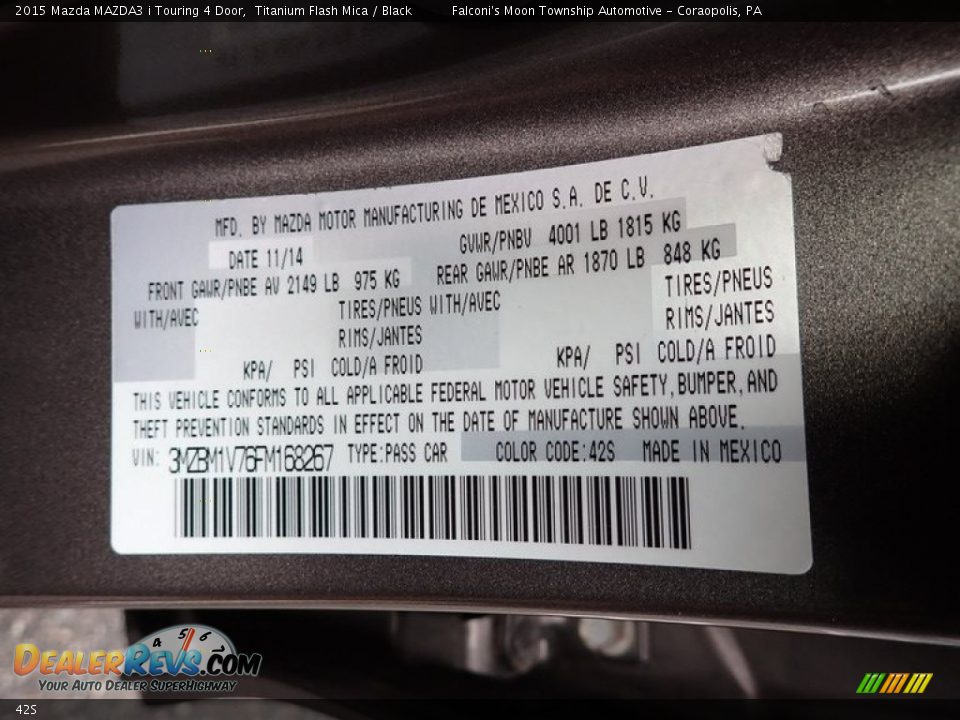 2015 Mazda MAZDA3 i Touring 4 Door, Titanium Flash Mica / Black Falconi's Moon Township Automotive - Coraopolis, PA
MFD. BY MAZDA MOTOR MANUFACTURING DE MEXICO S.A. DE C.V.
DATE 11/14 GVWR/PNBV 4001 LB 1815 KG
FRONT GAWR/PNBE AV 2149 LB 975 KG REAR GAWR/PNBE AR 1870 LB 848 KG
WITH/AVEC TIRES/PNEUS WITH/AVEC TIRES/PNEUS
RIMS/JANTES RIMS/JANTES
KPA/ PSI COLD/A FROID KPA/ PSI COLD/A FROID
THIS VEHICLE CONFORMS TO ALL APPLICABLE FEDERAL MOTOR VEHICLE SAFETY, BUMPER, AND
THEFT PREVENTION STANDARDS IN EFFECT ON THE DATE OF MANUFACTURE SHOWN ABOVE.
VIN: 3MZBM1V76FM168267 TYPE:PASS CAR COLOR CODE:42S MADE IN MEXICO
4 5 6
DEALERREVS.COM
YOUR AUTO DEALER SUPERHIGHWAY
42S